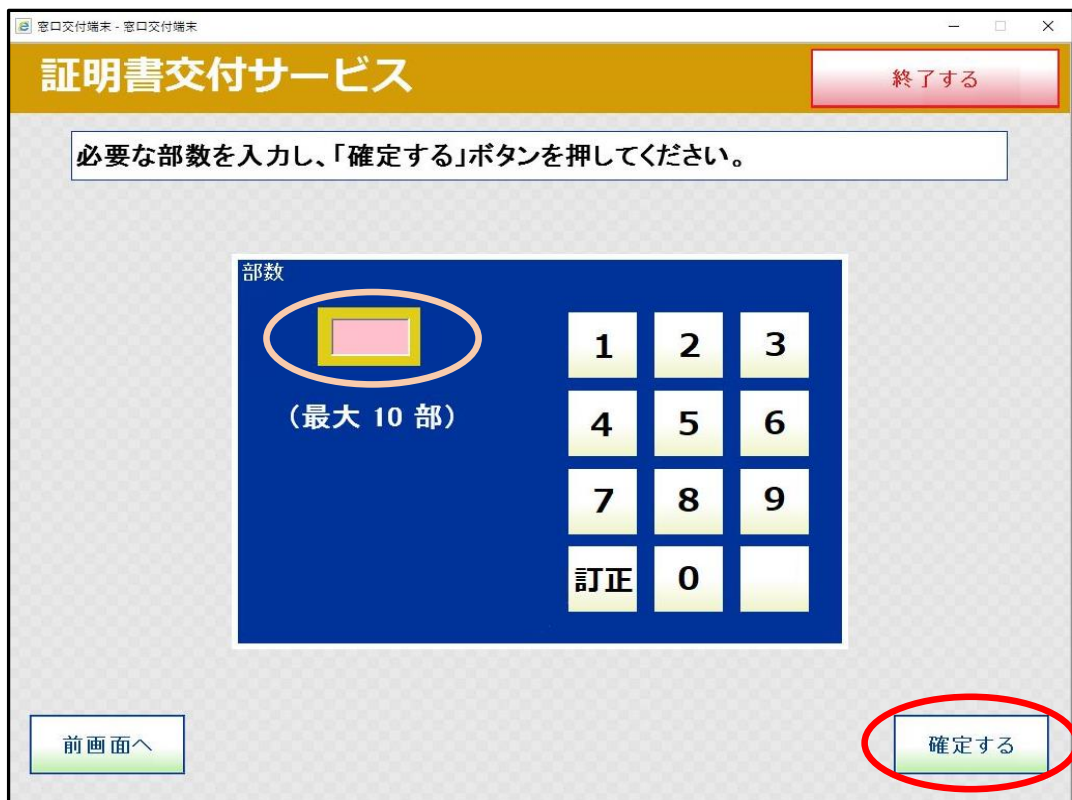 窓口交付端末 - 窓口交付端末
証明書交付サービス
終了する
必要な部数を入力し、「確定する」ボタンを押してください。
部数
(最大 10 部)
1 2 3
4 5 6
7 8 9
訂正 0
前画面へ
確定する